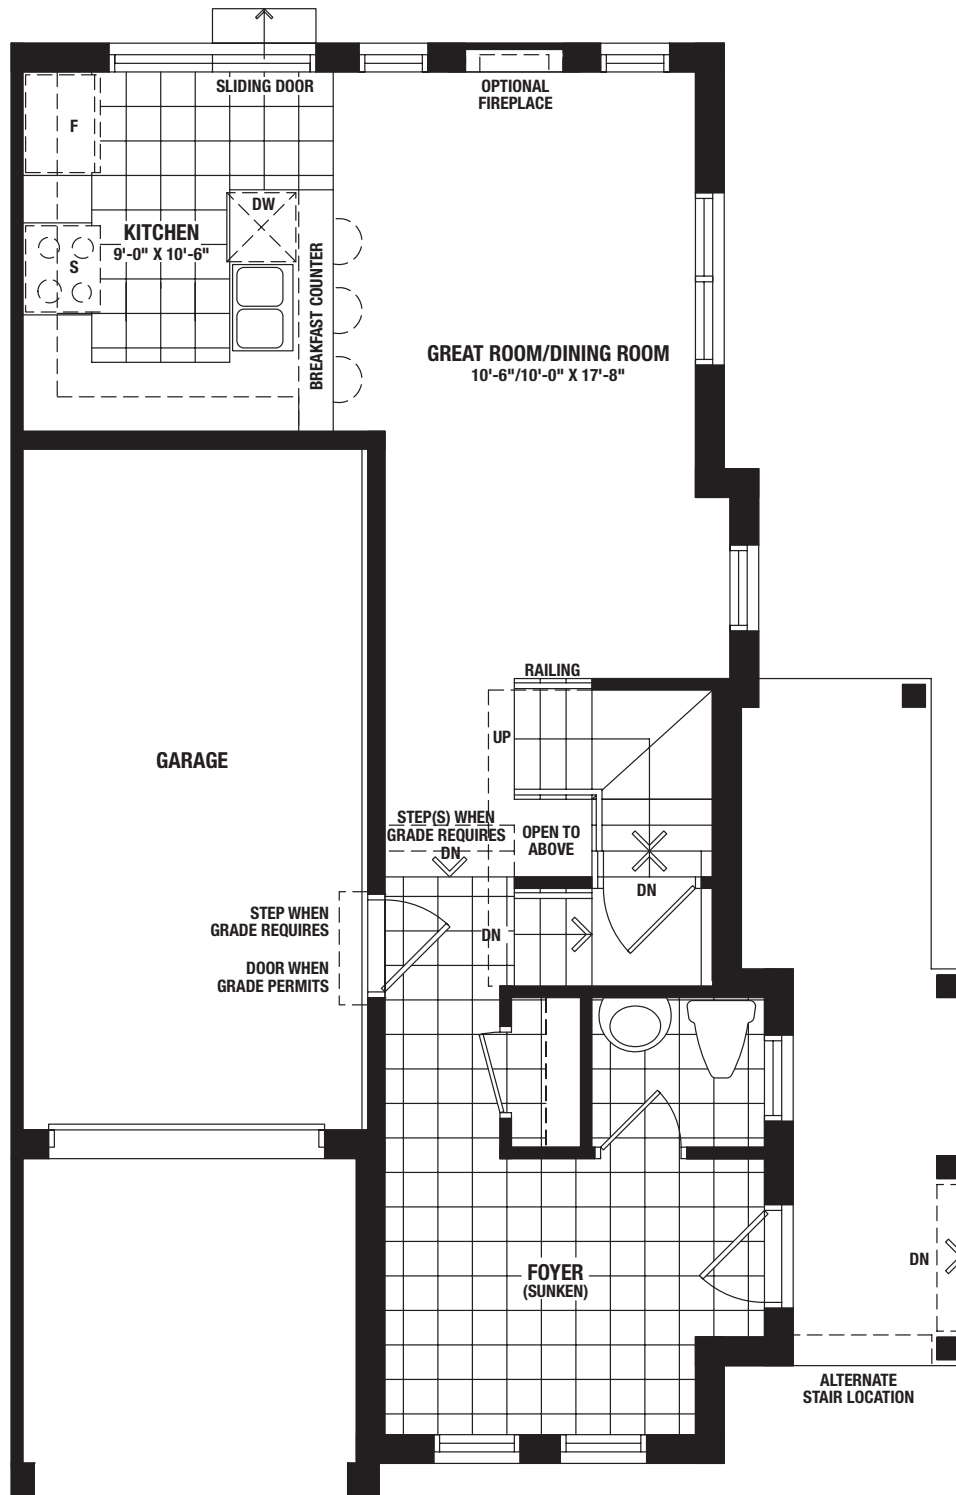 SLIDING DOOR
OPTIONAL
FIREPLACE
F
DW
KITCHEN
9'-0" X 10'-6"
S
BREAKFAST COUNTER
GREAT ROOM/DINING ROOM
10'-6"/10'-0" X 17'-8"
RAILING
UP
GARAGE
STEP(S) WHEN
GRADE REQUIRES
DN
OPEN TO
ABOVE
DN
STEP WHEN
GRADE REQUIRES
DN
DOOR WHEN
GRADE PERMITS
FOYER
(SUNKEN)
DN
ALTERNATE
STAIR LOCATION